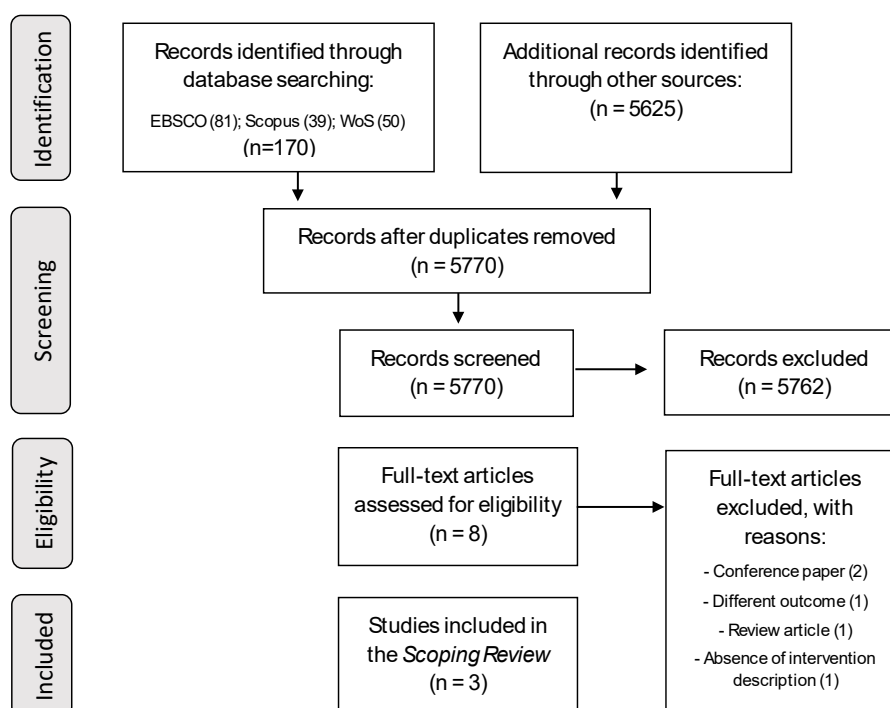 Identification
Records identified through
database searching:
EBSCO (81); Scopus (39); WoS (50)
(n=170)
Additional records identified
through other sources:
(n = 5625)
Screening
Records after duplicates removed
(n = 5770)
Records screened
(n = 5770)
Records excluded
(n = 5762)
Eligibility
Full-text articles
assessed for eligibility
(n = 8)
Full-text articles
excluded, with
reasons:
- Conference paper (2)
- Different outcome (1)
- Review article (1)
- Absence of intervention
description (1)
Included
Studies included in
the Scoping Review
(n = 3)